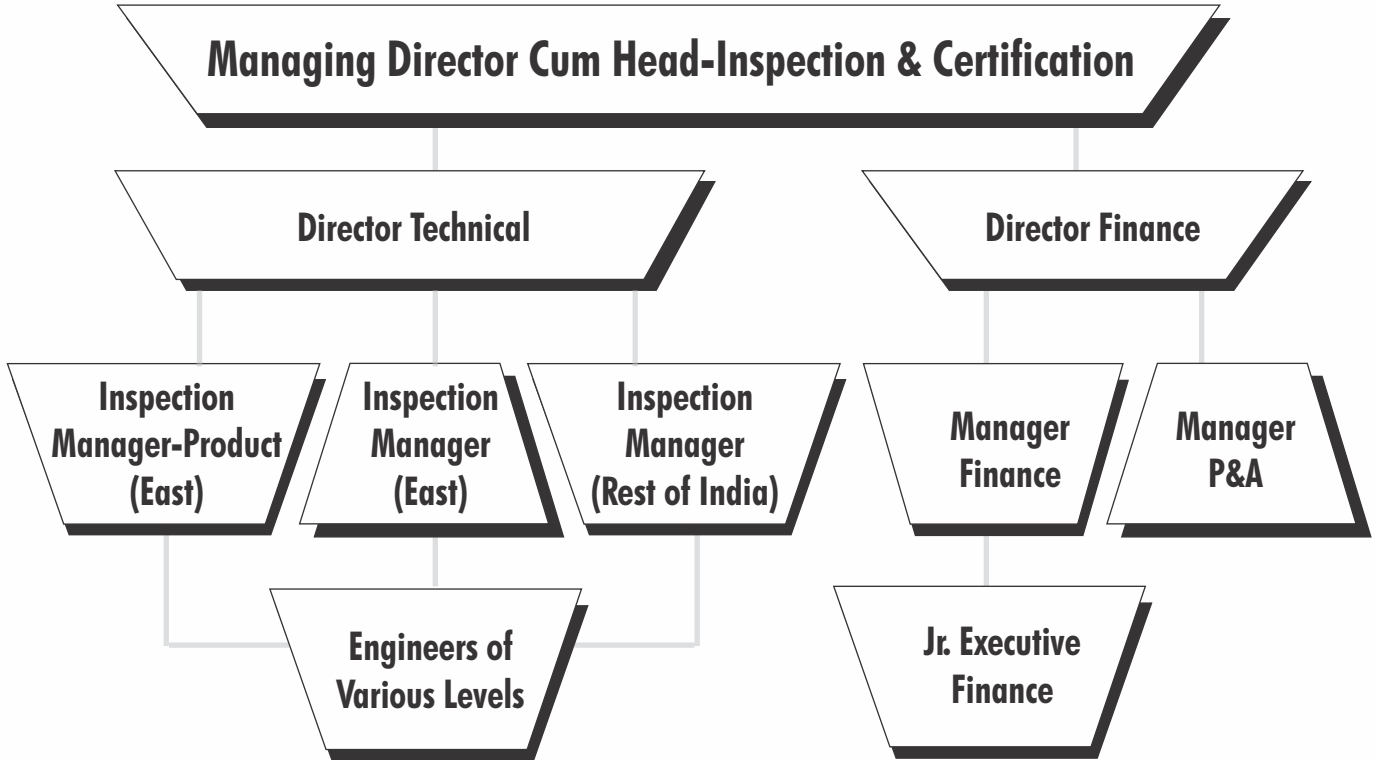 Managing Director Cum Head-Inspection & Certification
Director Technical
Director Finance
Inspection
Manager-Product
(East)
Inspection
Manager
(East)
Inspection
Manager
(Rest of India)
Manager
Finance
Manager
P&A
Engineers of
Various Levels
Jr. Executive
Finance